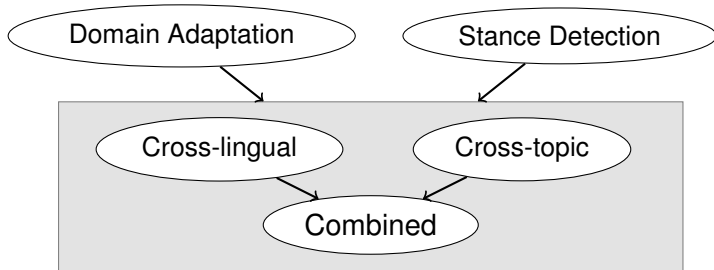 Domain Adaptation
Stance Detection
Cross-lingual
Cross-topic
Combined